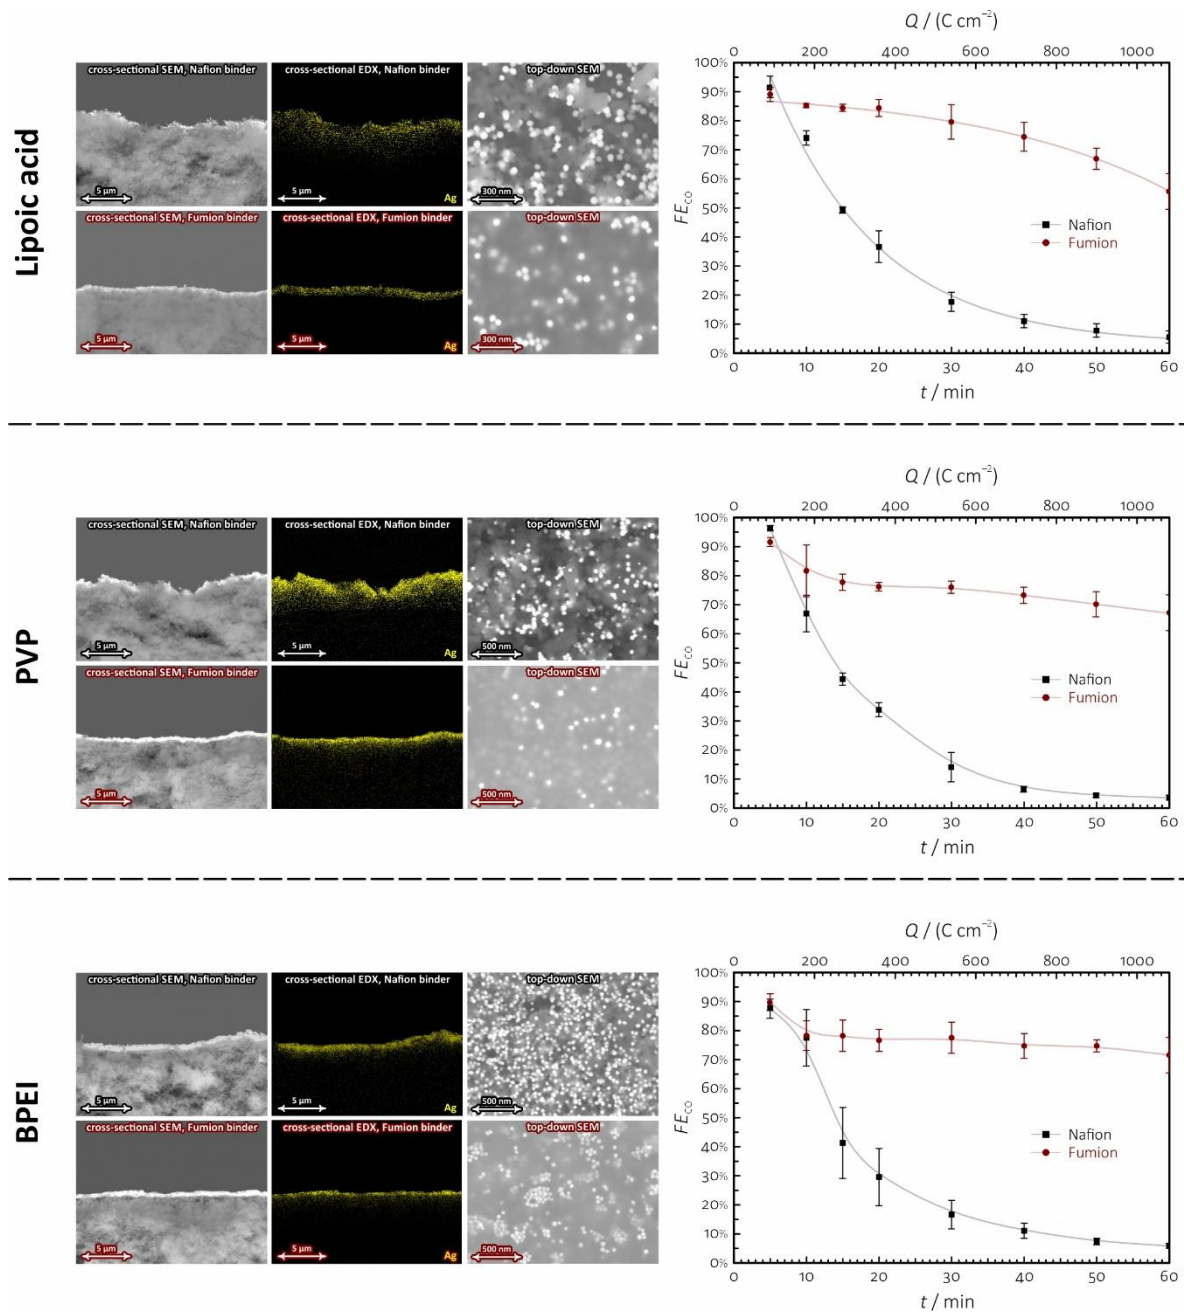 Lipoic acid
cross-sectional SEM, Nafion binder
cross-sectional EDX, Nafion binder
top-down SEM
5 µm
5 µm
Ag
300 nm
cross-sectional SEM, Fumion binder
cross-sectional EDX, Fumion binder
top-down SEM
5 µm
5 µm
Ag
300 nm
Q / (C cm⁻²)
0 200 400 600 800 1000
100%
90%
80%
70%
60%
50%
40%
30%
20%
10%
0%
FE_CO
Nafion
Fumion
0 10 20 30 40 50 60
t / min
PVP
cross-sectional SEM, Nafion binder
cross-sectional EDX, Nafion binder
top-down SEM
5 µm
5 µm
Ag
500 nm
cross-sectional SEM, Fumion binder
cross-sectional EDX, Fumion binder
top-down SEM
5 µm
5 µm
Ag
500 nm
Q / (C cm⁻²)
0 200 400 600 800 1000
100%
90%
80%
70%
60%
50%
40%
30%
20%
10%
0%
FE_CO
Nafion
Fumion
0 10 20 30 40 50 60
t / min
BPEI
cross-sectional SEM, Nafion binder
cross-sectional EDX, Nafion binder
top-down SEM
5 µm
5 µm
Ag
500 nm
cross-sectional SEM, Fumion binder
cross-sectional EDX, Fumion binder
top-down SEM
5 µm
5 µm
Ag
500 nm
Q / (C cm⁻²)
0 200 400 600 800 1000
100%
90%
80%
70%
60%
50%
40%
30%
20%
10%
0%
FE_CO
Nafion
Fumion
0 10 20 30 40 50 60
t / min